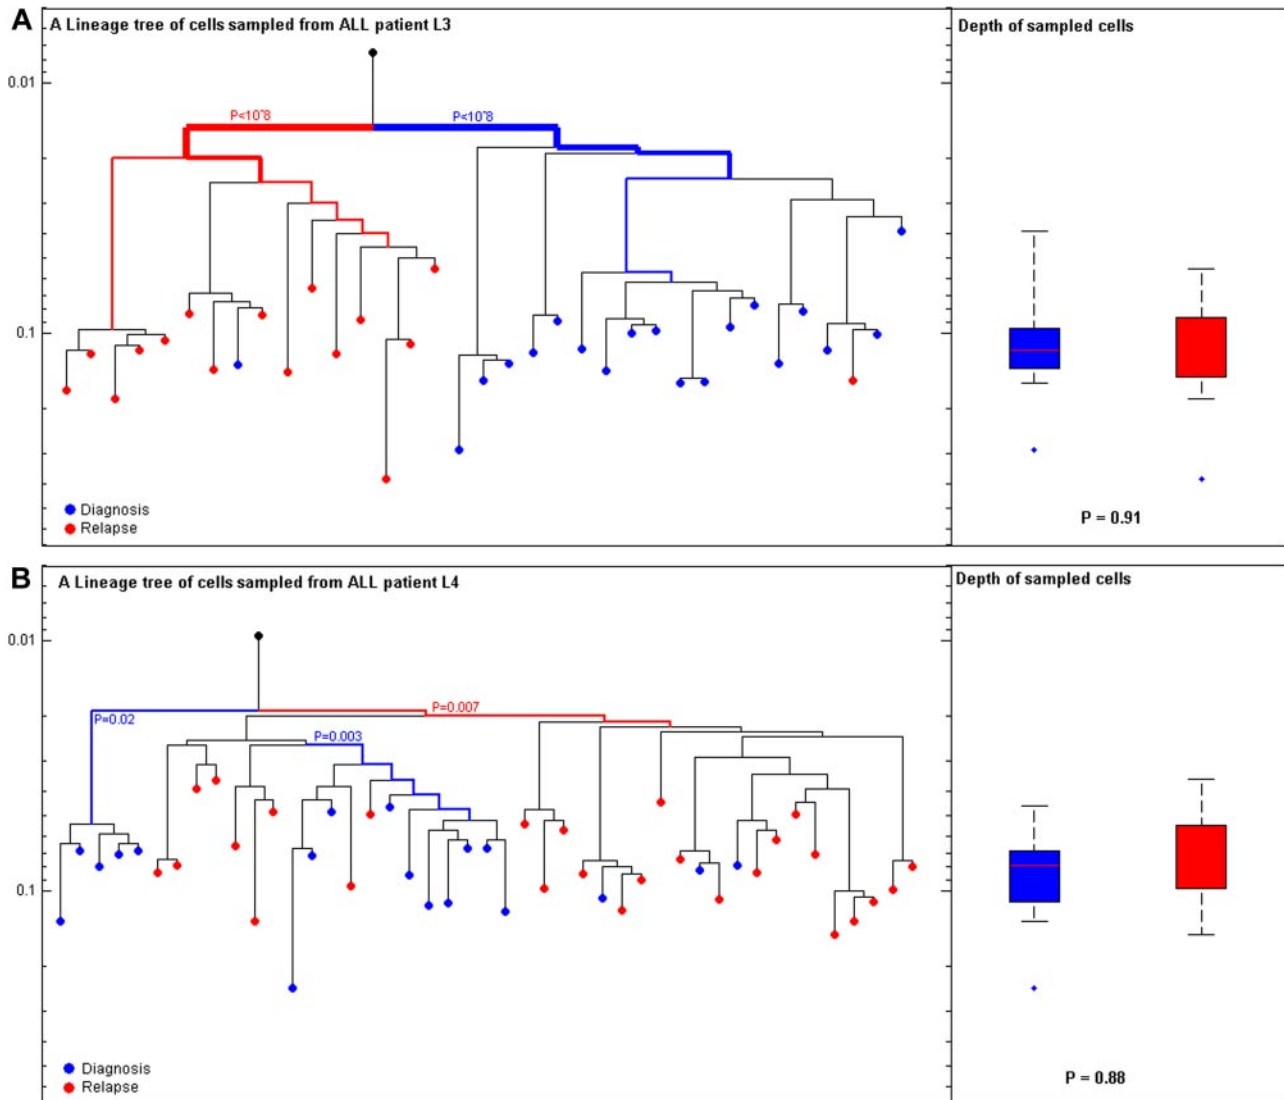 A
A Lineage tree of cells sampled from ALL patient L3
Depth of sampled cells
0.01
P<10^8
P<10^8
0.1
Diagnosis
Relapse
P = 0.91
B
A Lineage tree of cells sampled from ALL patient L4
Depth of sampled cells
0.01
P=0.02
P=0.007
P=0.003
0.1
Diagnosis
Relapse
P = 0.88